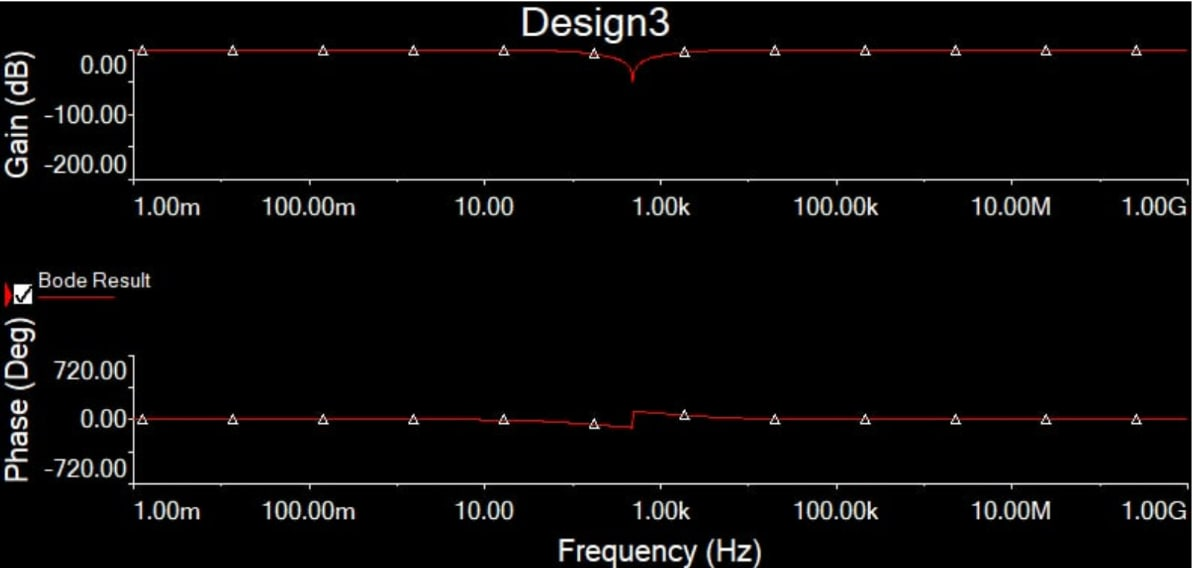 Design3
Gain (dB)
0.00
-100.00
-200.00
1.00m 100.00m 10.00 1.00k 100.00k 10.00M 1.00G
Bode Result
Phase (Deg)
720.00
0.00
-720.00
1.00m 100.00m 10.00 1.00k 100.00k 10.00M 1.00G
Frequency (Hz)